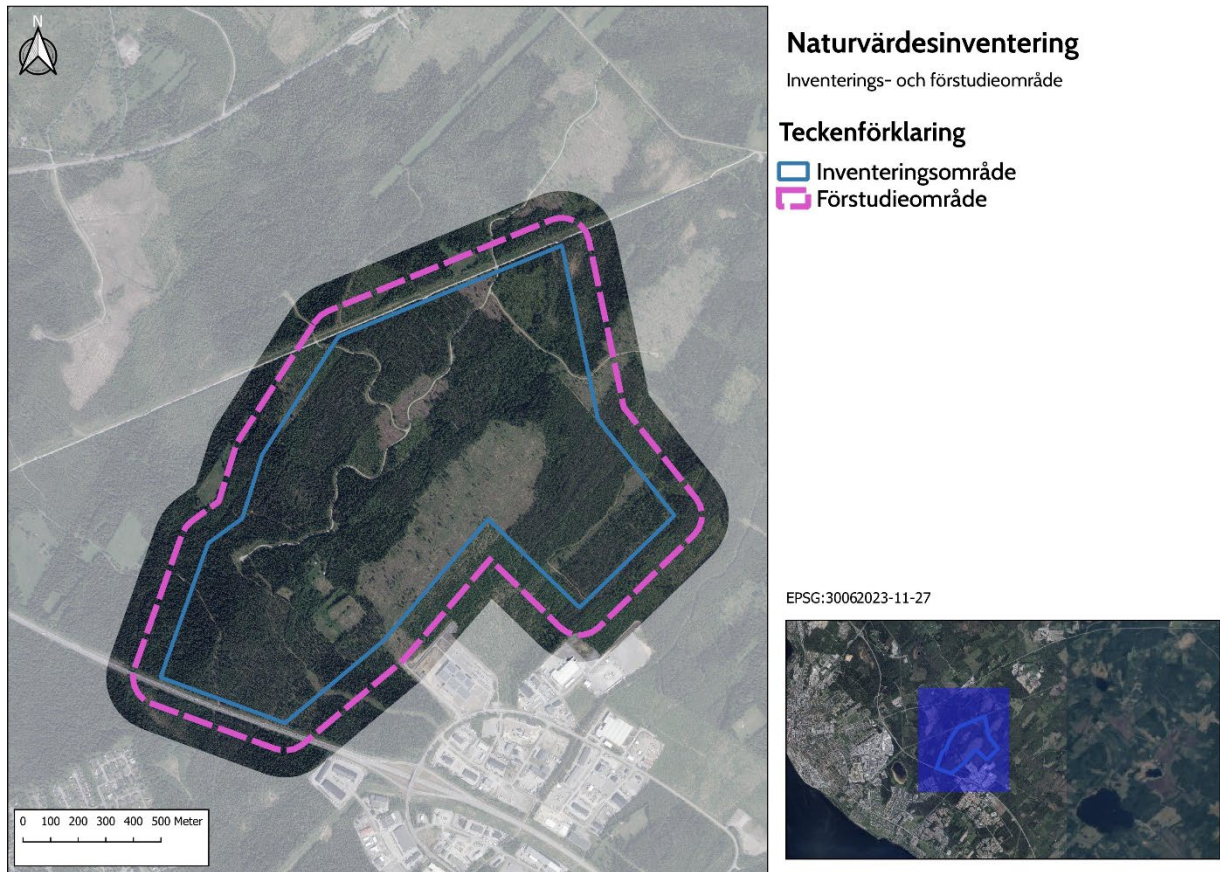 N
Naturvärdesinventering
Inventerings- och förstudieområde
Teckenförklaring
Inventeringsområde
Förstudieområde
EPSG:30062023-11-27
0 100 200 300 400 500 Meter